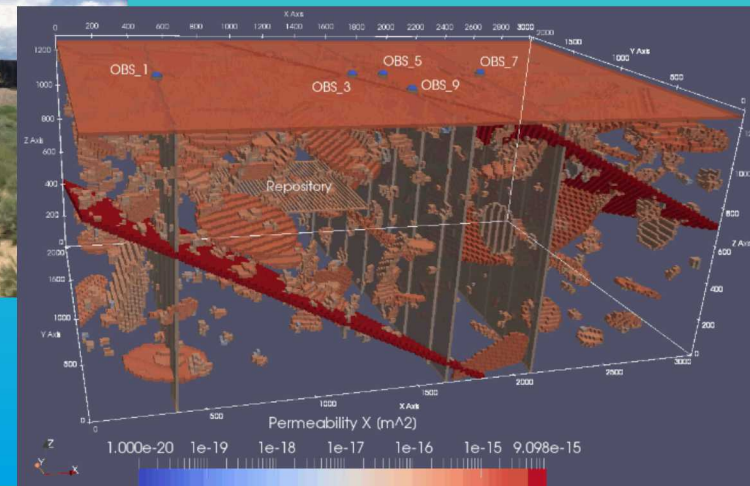 X Axis
0 200 400 600 800 1000 1200 1400 1600 1800 2000 2200 2400 2600 2800 3000
2000 1500 1000 500 0
Y Axis
1200
1000
800
Z Axis
600
400
200
0
OBS_1
OBS_3
OBS_5
OBS_9
OBS_7
Repository
2000
1500
1000
Y Axis
500
0
0 500 1000 1500 2000 2500 3000
X Axis
1000
800
600
Z Axis
400
200
0
Permeability X [m^2]
1.000e-20 1e-19 1e-18 1e-17 1e-16 1e-15 9.098e-15
Z
Y
X